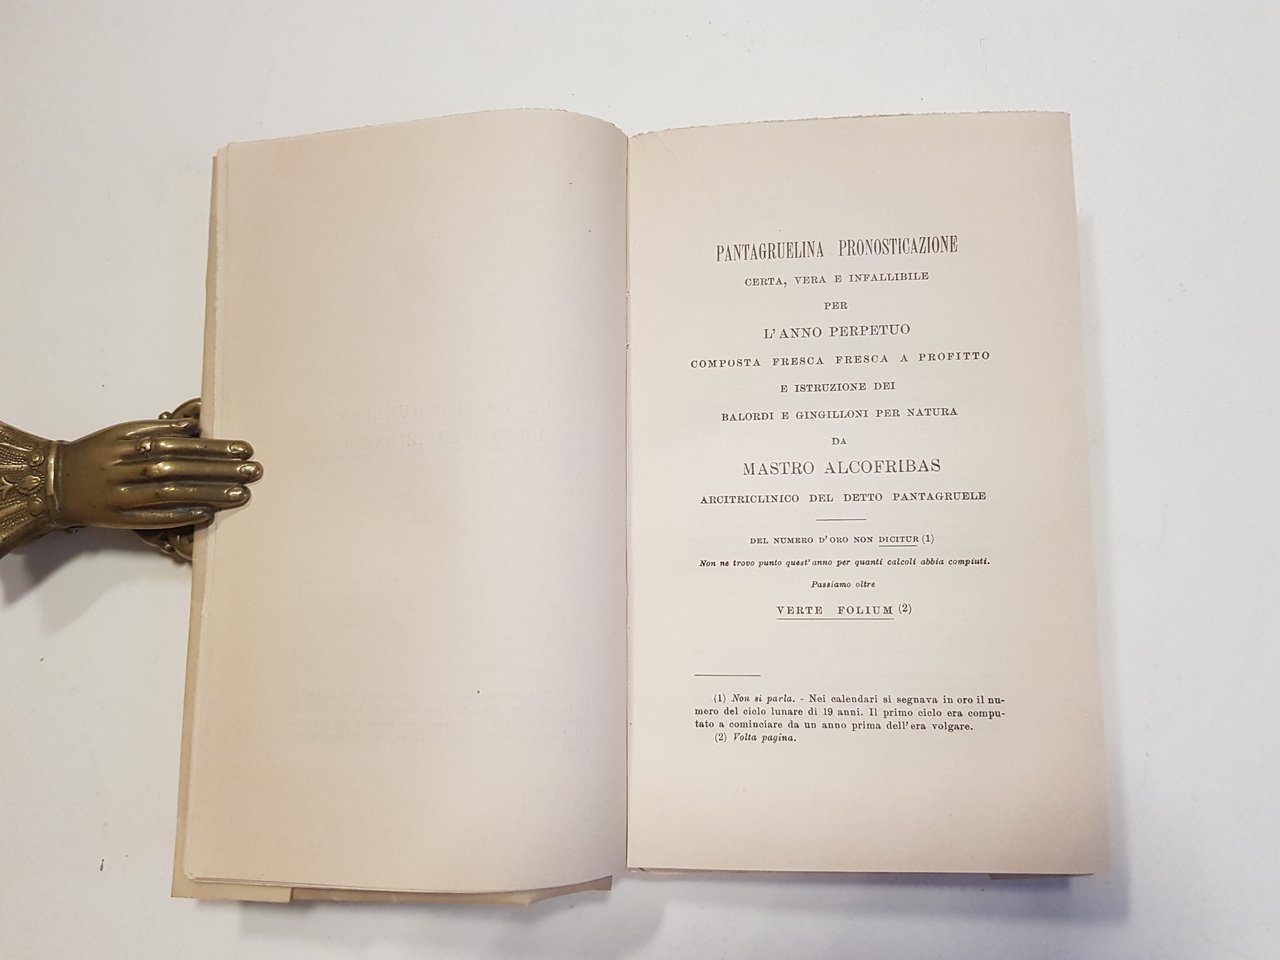 PANTAGRUELINA PRONOSTICAZIONE
CERTA, VERA E INFALLIBILE
PER
L'ANNO PERPETUO
COMPOSTA FRESCA FRESCA A PROFITTO
E ISTRUZIONE DEI
BALORDI E GINGILLONI PER NATURA
DA
MASTRO ALCOFRIBAS
ARCITRICLINICO DEL DETTO PANTAGRUELE
DEL NUMERO D'ORO NON DICITUR (1)
Non ne trovo punto quest'anno per quanti calcoli abbia compiuti.
Passiamo oltre
VERTE FOLIUM (2)
(1) Non si parla. - Nei calendari si segnava in oro il nu-
mero del ciclo lunare di 19 anni. Il primo ciclo era compu-
tato a cominciare da un anno prima dell'era volgare.
(2) Volta pagina.